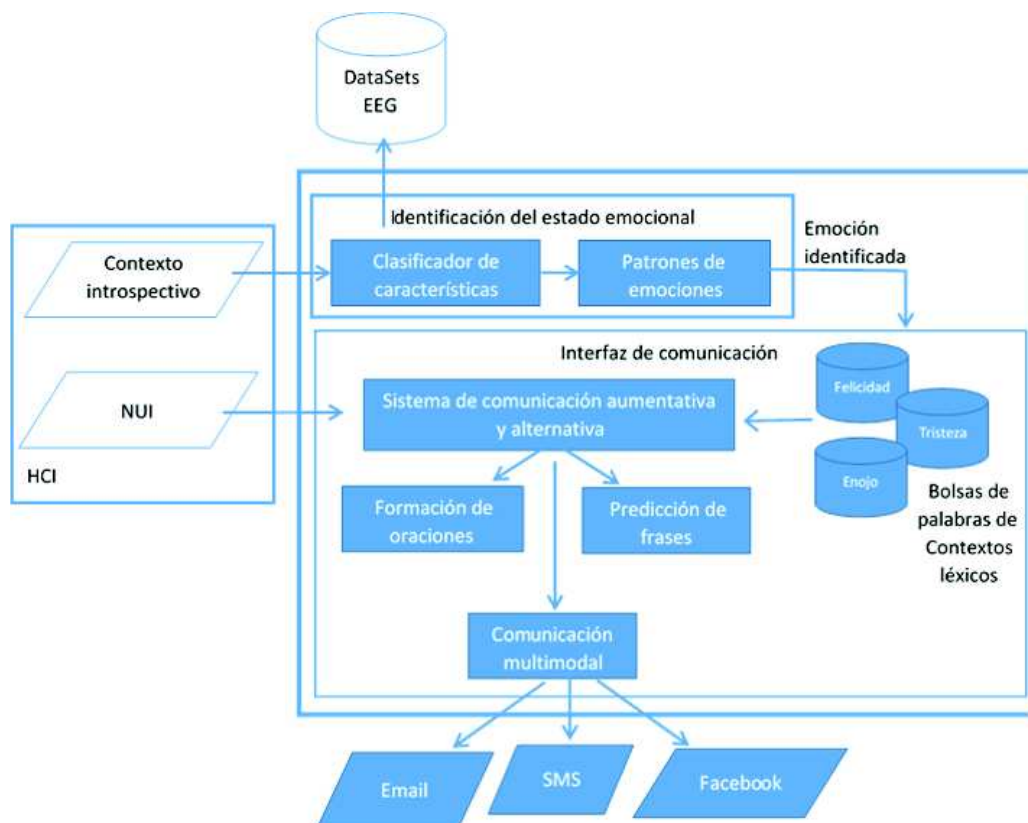 DataSets
EEG
Identificación del estado emocional
Contexto
introspectivo
Clasificador de
características
Patrones de
emociones
Emoción
identificada
Interfaz de comunicación
NUI
HCI
Sistema de comunicación aumentativa
y alternativa
Felicidad
Tristeza
Enojo
Bolsas de
palabras de
Contextos
léxicos
Formación de
oraciones
Predicción de
frases
Comunicación
multimodal
Email
SMS
Facebook